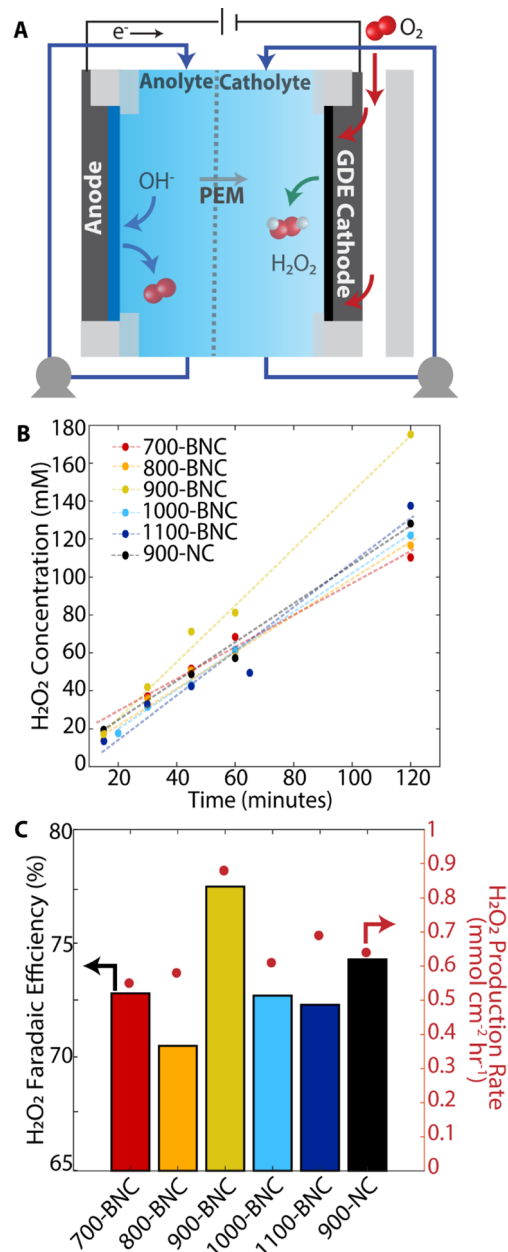 A
e⁻
O₂
Anolyte
Catholyte
Anode
OH⁻
PEM
H₂O₂
GDE Cathode
B
H₂O₂ Concentration (mM)
180
160
140
120
100
80
60
40
20
0
700-BNC
800-BNC
900-BNC
1000-BNC
1100-BNC
900-NC
20
40
60
80
100
120
Time (minutes)
C
H₂O₂ Faradaic Efficiency (%)
80
75
70
65
1
0.9
0.8
0.7
0.6
0.5
0.4
0.3
0.2
0.1
0
H₂O₂ Production Rate
(mmol cm⁻² hr⁻¹)
700-BNC
800-BNC
900-BNC
1000-BNC
1100-BNC
900-NC